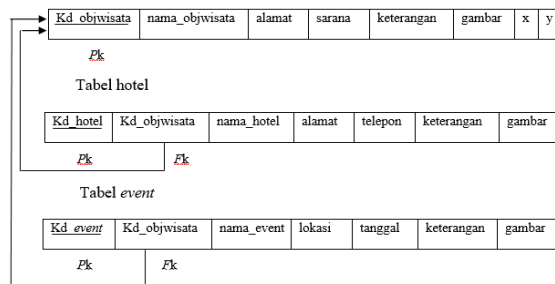 Kd_objwisata nama_objwisata alamat sarana keterangan gambar x y
Pk
Tabel hotel
Kd_hotel Kd_objwisata nama_hotel alamat telepon keterangan gambar
Pk Fk
Tabel event
Kd_event Kd_objwisata nama_event lokasi tanggal keterangan gambar
Pk Fk